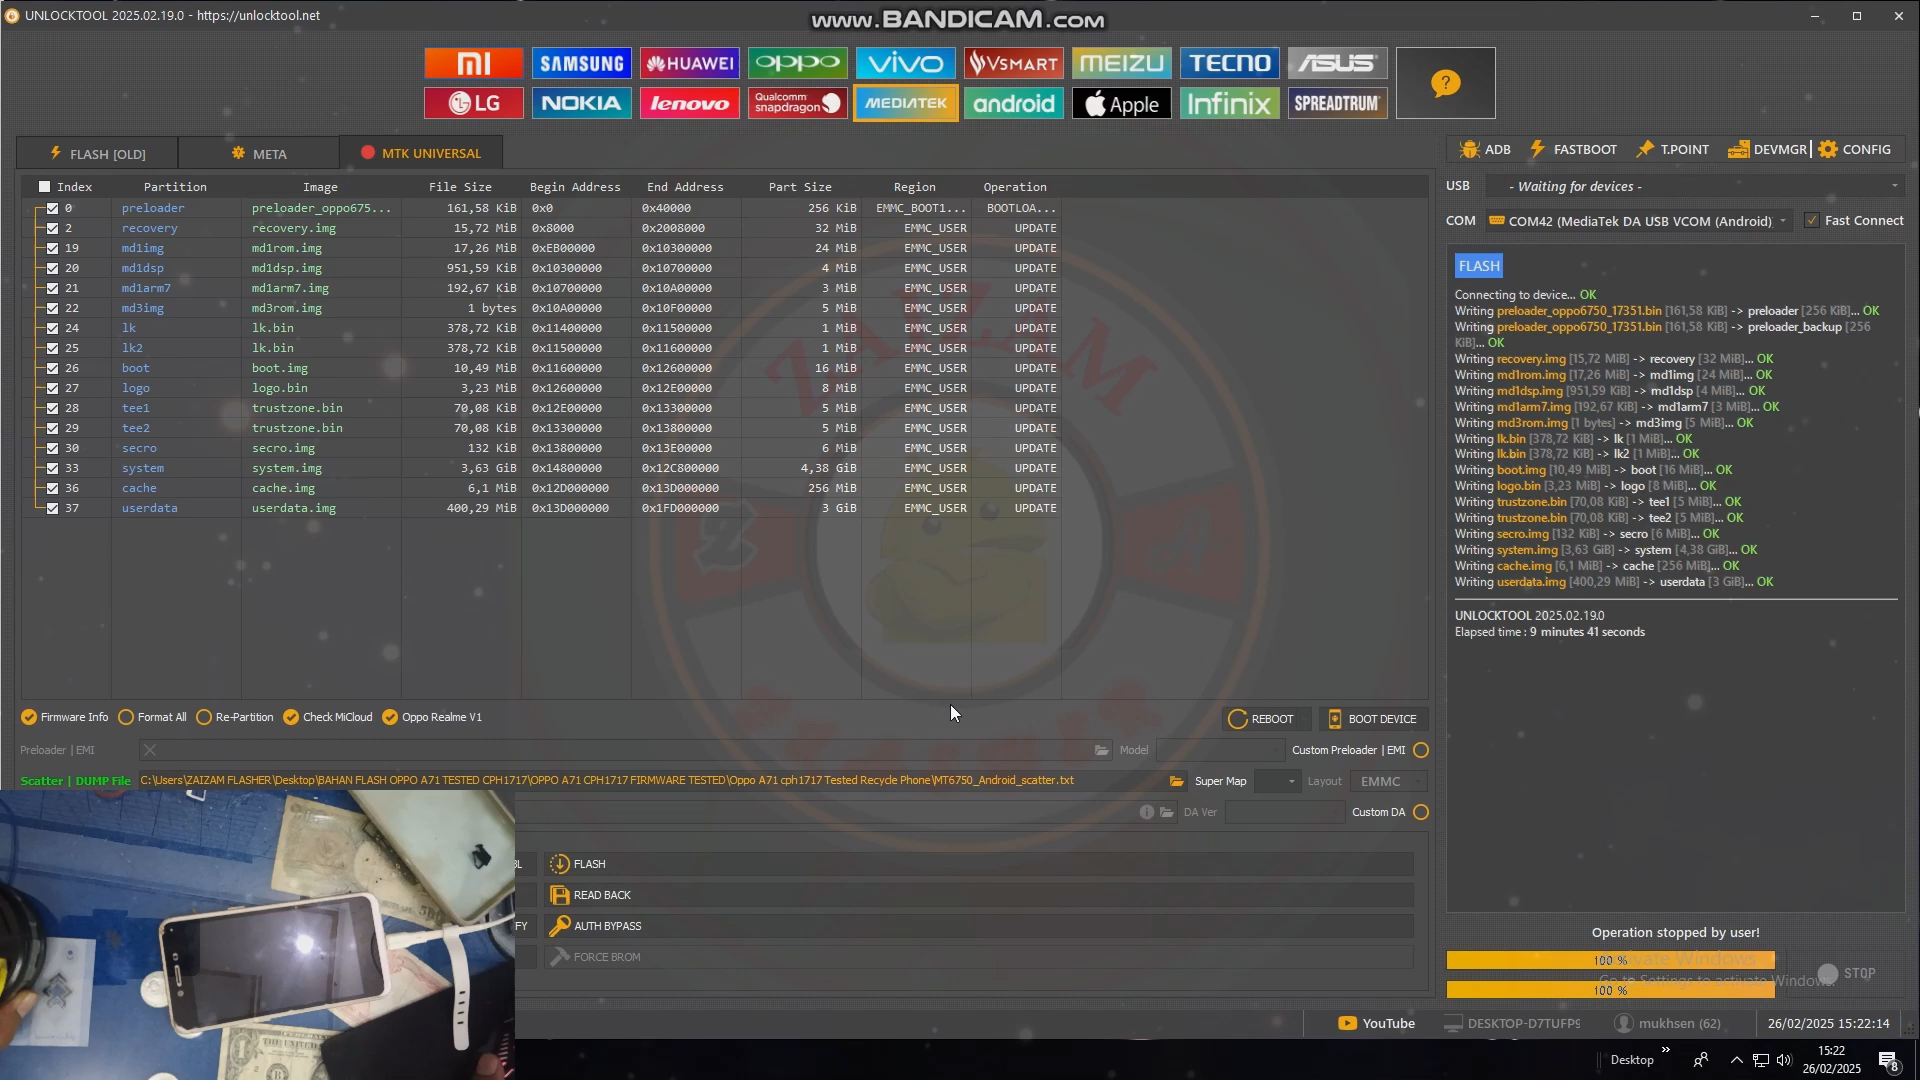 UNLOCKTOOL 2025.02.19.0 - https://unlocktool.net
www.BANDICAM.com
MI SAMSUNG HUAWEI oppo vivo VSMART MEIZU TECNO ASUS
LG NOKIA lenovo Qualcomm snapdragon MEDIATEK android Apple Infinix SPREADTRUM ?
FLASH [OLD] META MTK UNIVERSAL
ADB FASTBOOT T.POINT DEVMGR CONFIG
USB - Waiting for devices -
COM COM42 (MediaTek DA USB VCOM (Android) Fast Connect
Index Partition Image File Size Begin Address End Address Part Size Region Operation
0 preloader preloader_oppo675... 161,58 KiB 0x0 0x40000 256 KiB EMMC_BOOT1... BOOTLOA...
2 recovery recovery.img 15,72 MiB 0x8000 0x2008000 32 MiB EMMC_USER UPDATE
19 md1img md1rom.img 17,26 MiB 0xEB00000 0x10300000 24 MiB EMMC_USER UPDATE
20 md1dsp md1dsp.img 951,59 KiB 0x10300000 0x10700000 4 MiB EMMC_USER UPDATE
21 md1arm7 md1arm7.img 192,67 KiB 0x10700000 0x10A00000 3 MiB EMMC_USER UPDATE
22 md3img md3rom.img 1 bytes 0x10A00000 0x10F00000 5 MiB EMMC_USER UPDATE
24 lk lk.bin 378,72 KiB 0x11400000 0x11500000 1 MiB EMMC_USER UPDATE
25 lk2 lk.bin 378,72 KiB 0x11500000 0x11600000 1 MiB EMMC_USER UPDATE
26 boot boot.img 10,49 MiB 0x11600000 0x12600000 16 MiB EMMC_USER UPDATE
27 logo logo.bin 3,23 MiB 0x12600000 0x12E00000 8 MiB EMMC_USER UPDATE
28 tee1 trustzone.bin 70,08 KiB 0x12E00000 0x13300000 5 MiB EMMC_USER UPDATE
29 tee2 trustzone.bin 70,08 KiB 0x13300000 0x13800000 5 MiB EMMC_USER UPDATE
30 secro secro.img 132 KiB 0x13800000 0x13E00000 6 MiB EMMC_USER UPDATE
33 system system.img 3,63 GiB 0x14800000 0x12C800000 4,38 GiB EMMC_USER UPDATE
36 cache cache.img 6,1 MiB 0x12D000000 0x13D000000 256 MiB EMMC_USER UPDATE
37 userdata userdata.img 400,29 MiB 0x13D000000 0x1FD000000 3 GiB EMMC_USER UPDATE
ZAIZAM
FLASH
Connecting to device... OK
Writing preloader_oppo6750_17351.bin [161,58 KiB] -> preloader [256 KiB]... OK
Writing preloader_oppo6750_17351.bin [161,58 KiB] -> preloader_backup [256
KiB]... OK
Writing recovery.img [15,72 MiB] -> recovery [32 MiB]... OK
Writing md1rom.img [17,26 MiB] -> md1img [24 MiB]... OK
Writing md1dsp.img [951,59 KiB] -> md1dsp [4 MiB]... OK
Writing md1arm7.img [192,67 KiB] -> md1arm7 [3 MiB]... OK
Writing md3rom.img [1 bytes] -> md3img [5 MiB]... OK
Writing lk.bin [378,72 KiB] -> lk [1 MiB]... OK
Writing lk.bin [378,72 KiB] -> lk2 [1 MiB]... OK
Writing boot.img [10,49 MiB] -> boot [16 MiB]... OK
Writing logo.bin [3,23 MiB] -> logo [8 MiB]... OK
Writing trustzone.bin [70,08 KiB] -> tee1 [5 MiB]... OK
Writing trustzone.bin [70,08 KiB] -> tee2 [5 MiB]... OK
Writing secro.img [132 KiB] -> secro [6 MiB]... OK
Writing system.img [3,63 GiB] -> system [4,38 GiB]... OK
Writing cache.img [6,1 MiB] -> cache [256 MiB]... OK
Writing userdata.img [400,29 MiB] -> userdata [3 GiB]... OK
UNLOCKTOOL 2025.02.19.0
Elapsed time : 9 minutes 41 seconds
Firmware Info Format All Re-Partition Check MiCloud Oppo Realme V1 REBOOT BOOT DEVICE
Preloader | EMI Model Custom Preloader | EMI
Scatter | DUMP File C:\Users\ZAIZAM FLASHER\Desktop\BAHAN FLASH OPPO A71 TESTED CPH1717\OPPO A71 CPH1717 FIRMWARE TESTED\Oppo A71 cph1717 Tested Recycle Phone\MT6750_Android_scatter.txt Super Map Layout EMMC
DA Ver Custom DA
BL FLASH
READ BACK
FY AUTH BYPASS
FORCE BROM
Operation stopped by user!
100 %
100 %
STOP
Activate Windows
Go to Settings to activate Windows.
YouTube DESKTOP-D7TUFP9 mukhsen (62) 26/02/2025 15:22:14
Desktop 15:22
26/02/2025
8